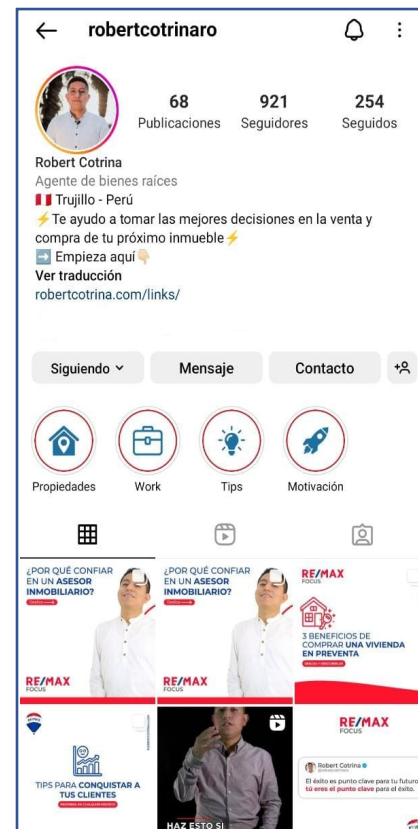 robertcotrinaro
68
921
254
Publicaciones
Seguidores
Seguidos
Robert Cotrina
Agente de bienes raíces
🇵🇪 Trujillo - Perú
⚡Te ayudo a tomar las mejores decisiones en la venta y
compra de tu próximo inmueble⚡
➡️ Empieza aquí👇🏻
Ver traducción
robertcotrina.com/links/
Siguiendo
Mensaje
Contacto
Propiedades
Work
Tips
Motivación
¿POR QUÉ CONFIAR
EN UN ASESOR
INMOBILIARIO?
RE/MAX
FOCUS
¿POR QUÉ CONFIAR
EN UN ASESOR
INMOBILIARIO?
RE/MAX
FOCUS
RE/MAX
FOCUS
3 BENEFICIOS DE
COMPRAR UNA VIVIENDA
EN PREVENTA
TIPS PARA CONQUISTAR A
TUS CLIENTES
HAZ ESTO SI
RE/MAX
FOCUS
Robert Cotrina
El éxito es punto clave para tu futuro
tú eres el punto clave para el éxito.